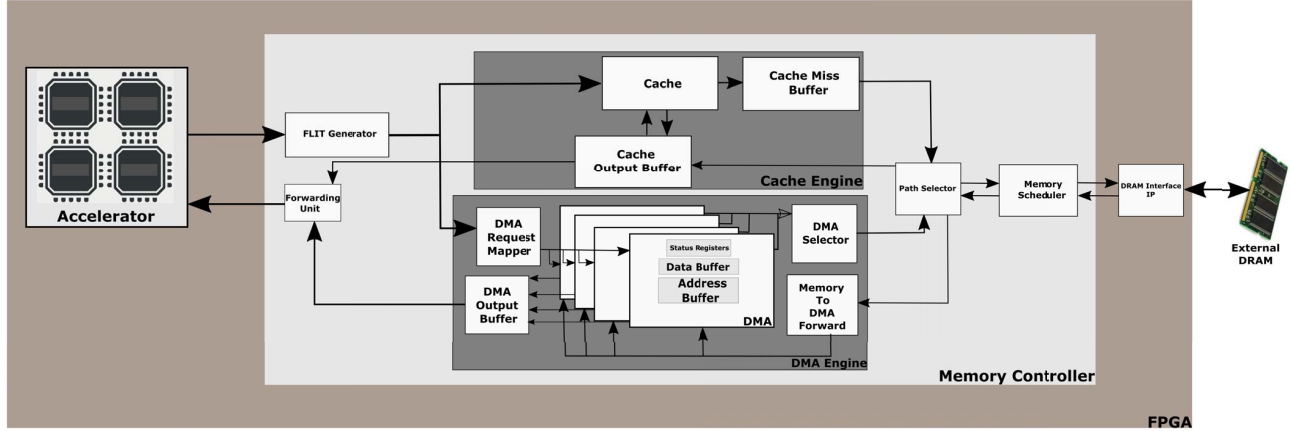 Accelerator
FLIT Generator
Forwarding
Unit
Cache
Cache Miss
Buffer
Cache
Output Buffer
Cache Engine
DMA
Request
Mapper
DMA
Output
Buffer
Status Registers
Data Buffer
Address
Buffer
DMA
DMA
Selector
Memory
To
DMA
Forward
DMA Engine
Path Selector
Memory
Scheduler
DRAM Interface
IP
Memory Controller
External
DRAM
FPGA